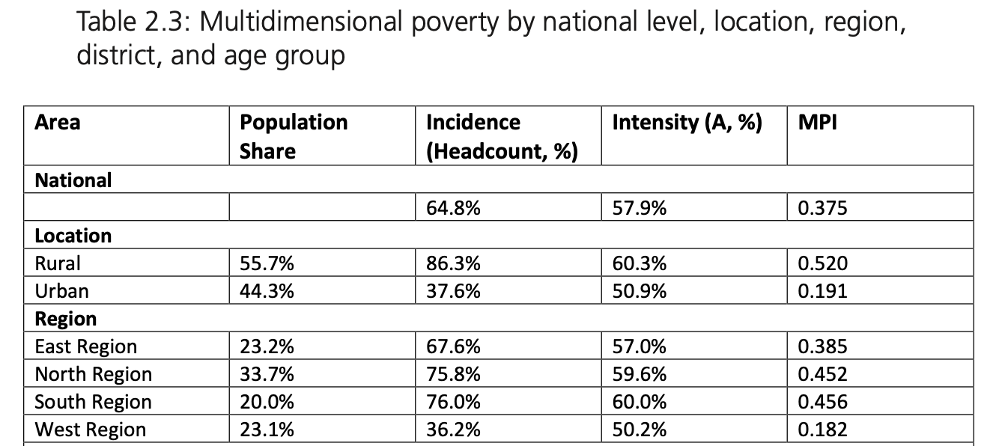 Table 2.3: Multidimensional poverty by national level, location, region,
district, and age group
Area Population Share Incidence (Headcount, %) Intensity (A, %) MPI
National
64.8% 57.9% 0.375
Location
Rural 55.7% 86.3% 60.3% 0.520
Urban 44.3% 37.6% 50.9% 0.191
Region
East Region 23.2% 67.6% 57.0% 0.385
North Region 33.7% 75.8% 59.6% 0.452
South Region 20.0% 76.0% 60.0% 0.456
West Region 23.1% 36.2% 50.2% 0.182